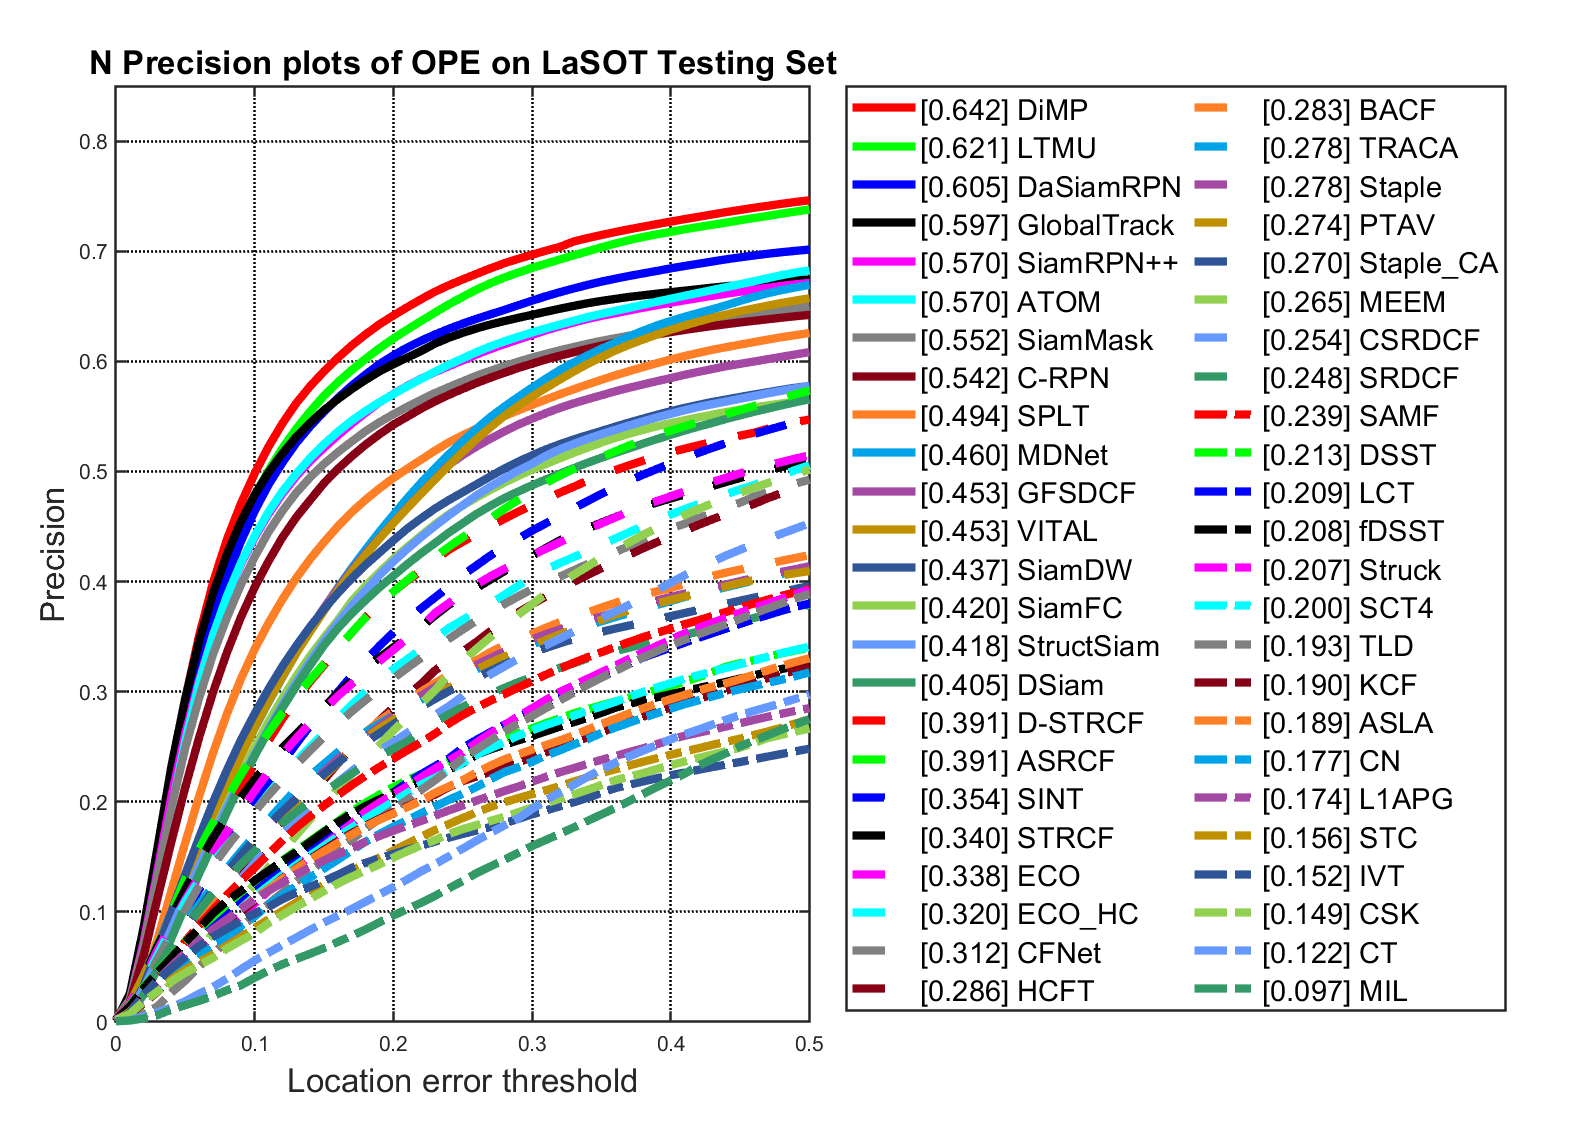 N Precision plots of OPE on LaSOT Testing Set
0.8
0.7
0.6
0.5
0.4
0.3
0.2
0.1
0
0
0.1
0.2
0.3
0.4
0.5
Precision
Location error threshold
[0.642] DiMP
[0.621] LTMU
[0.605] DaSiamRPN
[0.597] GlobalTrack
[0.570] SiamRPN++
[0.570] ATOM
[0.552] SiamMask
[0.542] C-RPN
[0.494] SPLT
[0.460] MDNet
[0.453] GFSDCF
[0.453] VITAL
[0.437] SiamDW
[0.420] SiamFC
[0.418] StructSiam
[0.405] DSiam
[0.391] D-STRCF
[0.391] ASRCF
[0.354] SINT
[0.340] STRCF
[0.338] ECO
[0.320] ECO_HC
[0.312] CFNet
[0.286] HCFT
[0.283] BACF
[0.278] TRACA
[0.278] Staple
[0.274] PTAV
[0.270] Staple_CA
[0.265] MEEM
[0.254] CSRDCF
[0.248] SRDCF
[0.239] SAMF
[0.213] DSST
[0.209] LCT
[0.208] fDSST
[0.207] Struck
[0.200] SCT4
[0.193] TLD
[0.190] KCF
[0.189] ASLA
[0.177] CN
[0.174] L1APG
[0.156] STC
[0.152] IVT
[0.149] CSK
[0.122] CT
[0.097] MIL